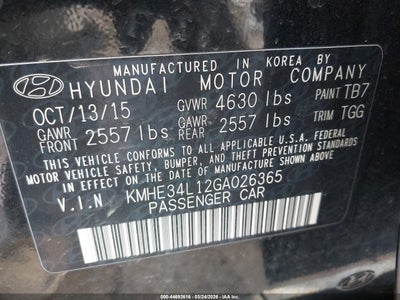 MANUFACTURED IN KOREA BY
HYUNDAI MOTOR COMPANY
OCT/13/15 GVWR 4630 lbs PAINT TB7
GAWR FRONT 2557 lbs GAWR REAR 2557 lbs TRIM TGG
THIS VEHICLE CONFORMS TO ALL APPLICABLE U.S.A. FEDERAL
MOTOR VEHICLE SAFETY, BUMPER, AND THEFT PREVENTION
STANDARDS IN EFFECT ON THE DATE OF MANUFACTURE SHOWN ABOVE.
V.I.N KMHE34L12GA026365
PASSENGER CAR
000-44692616 - 03/24/2026 - IAA, Inc.